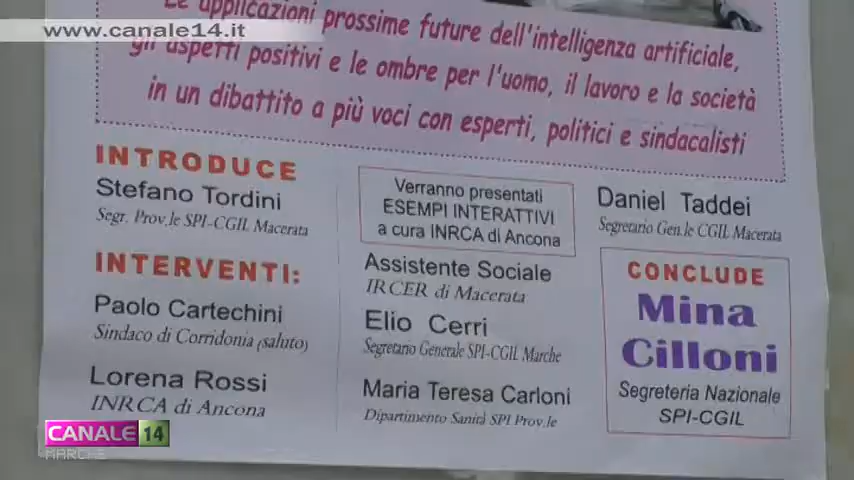 www.canale14.it
Le applicazioni prossime future dell'intelligenza artificiale,
gli aspetti positivi e le ombre per l'uomo, il lavoro e la società
in un dibattito a più voci con esperti, politici e sindacalisti
INTRODUCE
Stefano Tordini
Segr. Prov.le SPI-CGIL Macerata
INTERVENTI:
Paolo Cartechini
Sindaco di Corridonia (saluto)
Lorena Rossi
INRCA di Ancona
Verranno presentati
ESEMPI INTERATTIVI
a cura INRCA di Ancona
Assistente Sociale
IRCER di Macerata
Elio Cerri
Segretario Generale SPI-CGIL Marche
Maria Teresa Carloni
Dipartimento Sanità SPI Prov.le
Daniel Taddei
Segretario Gen.le CGIL Macerata
CONCLUDE
Mina
Cilloni
Segreteria Nazionale
SPI-CGIL
CANALE 14
MARCHE